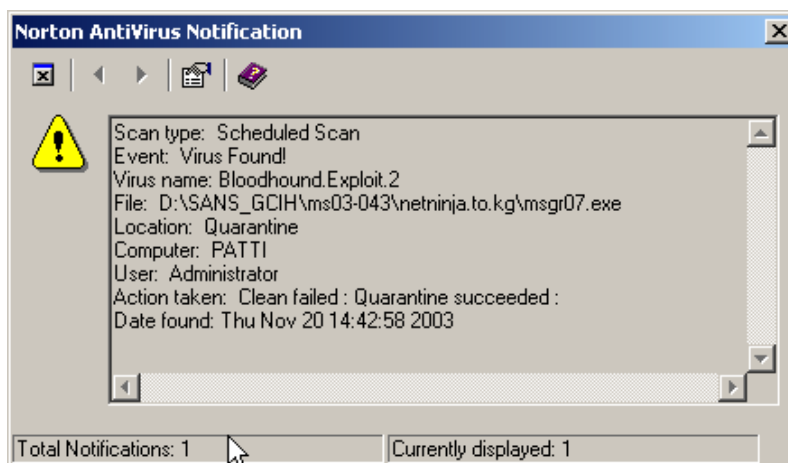 Norton AntiVirus Notification
Scan type:  Scheduled Scan
Event:  Virus Found!
Virus name: Bloodhound.Exploit.2
File:  D:\SANS_GCIH\ms03-043\netninja.to.kg\msgr07.exe
Location:  Quarantine
Computer:  PATTI
User:  Administrator
Action taken:  Clean failed : Quarantine succeeded :
Date found: Thu Nov 20 14:42:58 2003
Total Notifications: 1
Currently displayed: 1